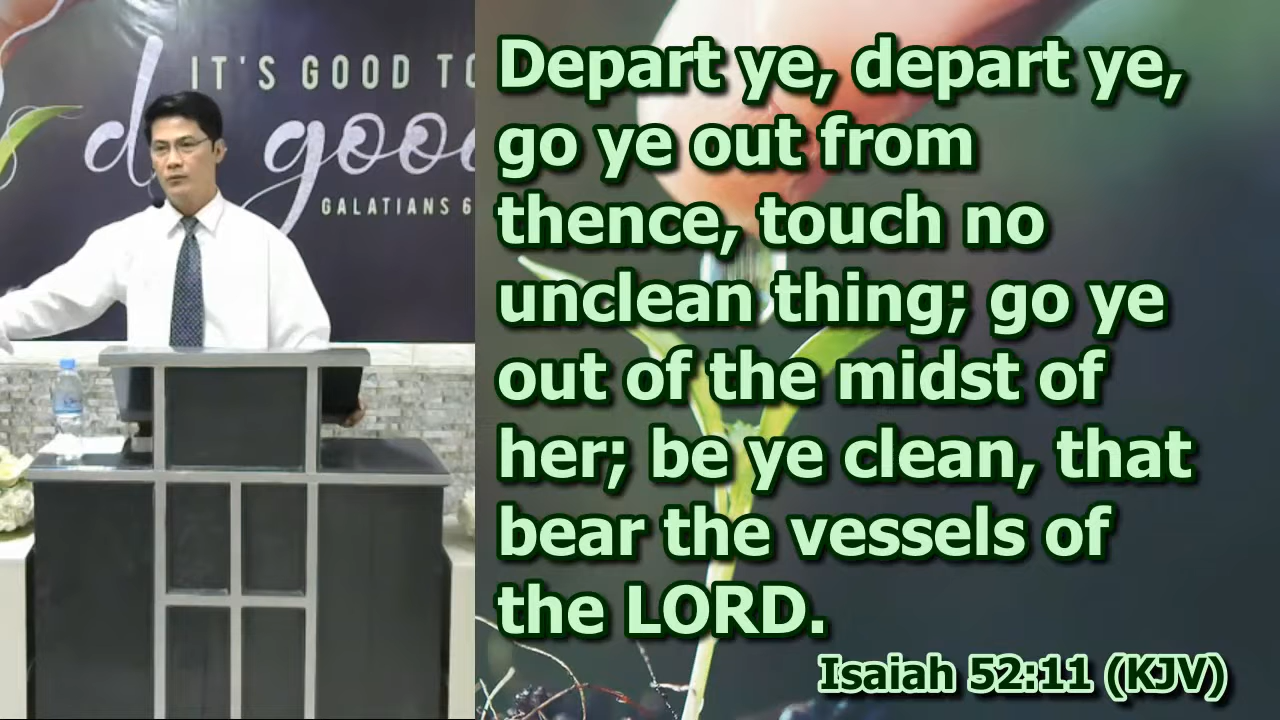 IT'S GOOD TO
d good
GALATIANS 6
Depart ye, depart ye,
go ye out from
thence, touch no
unclean thing; go ye
out of the midst of
her; be ye clean, that
bear the vessels of
the LORD.
Isaiah 52:11 (KJV)